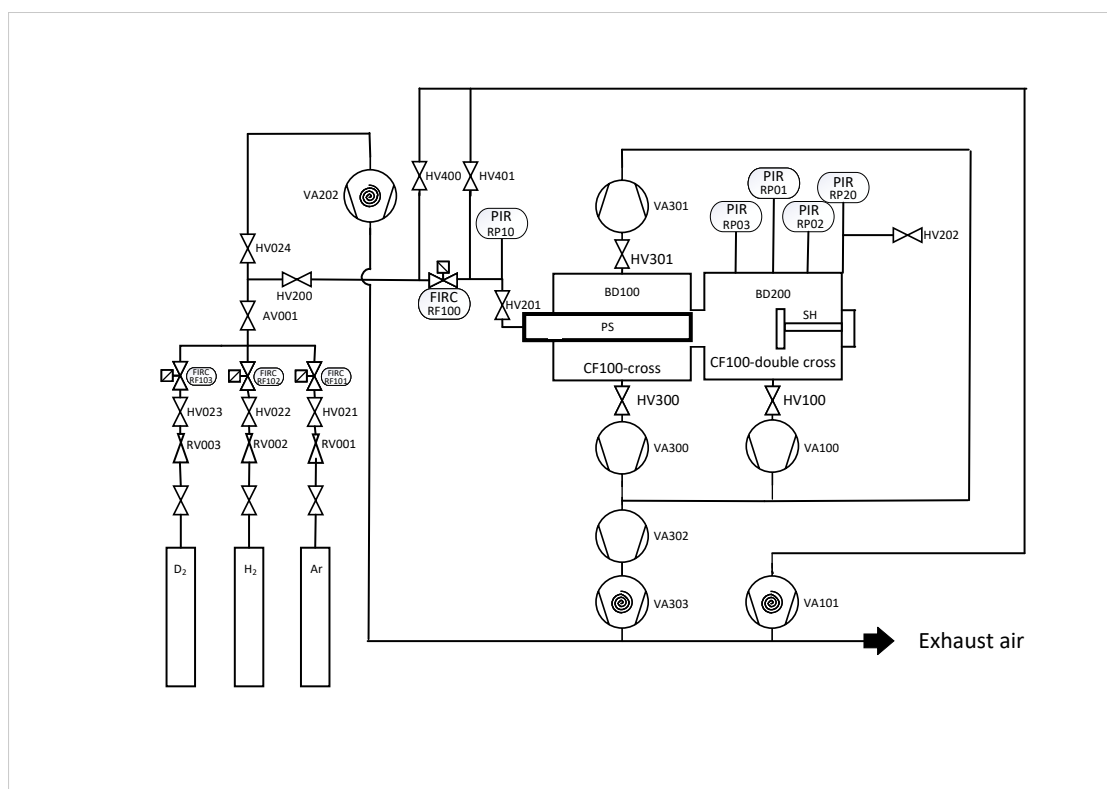 HV400
HV401
VA202
PIR
RP10
VA301
PIR
RP03
PIR
RP01
PIR
RP02
PIR
RP20
HV202
HV024
HV200
AV001
FIRC
RF100
HV201
HV301
BD100
PS
CF100-cross
BD200
SH
CF100-double cross
FIRC
RF103
FIRC
RF102
FIRC
RF101
HV023
HV022
HV021
RV003
RV002
RV001
HV300
HV100
VA300
VA100
VA302
D₂
H₂
Ar
VA303
VA101
Exhaust air